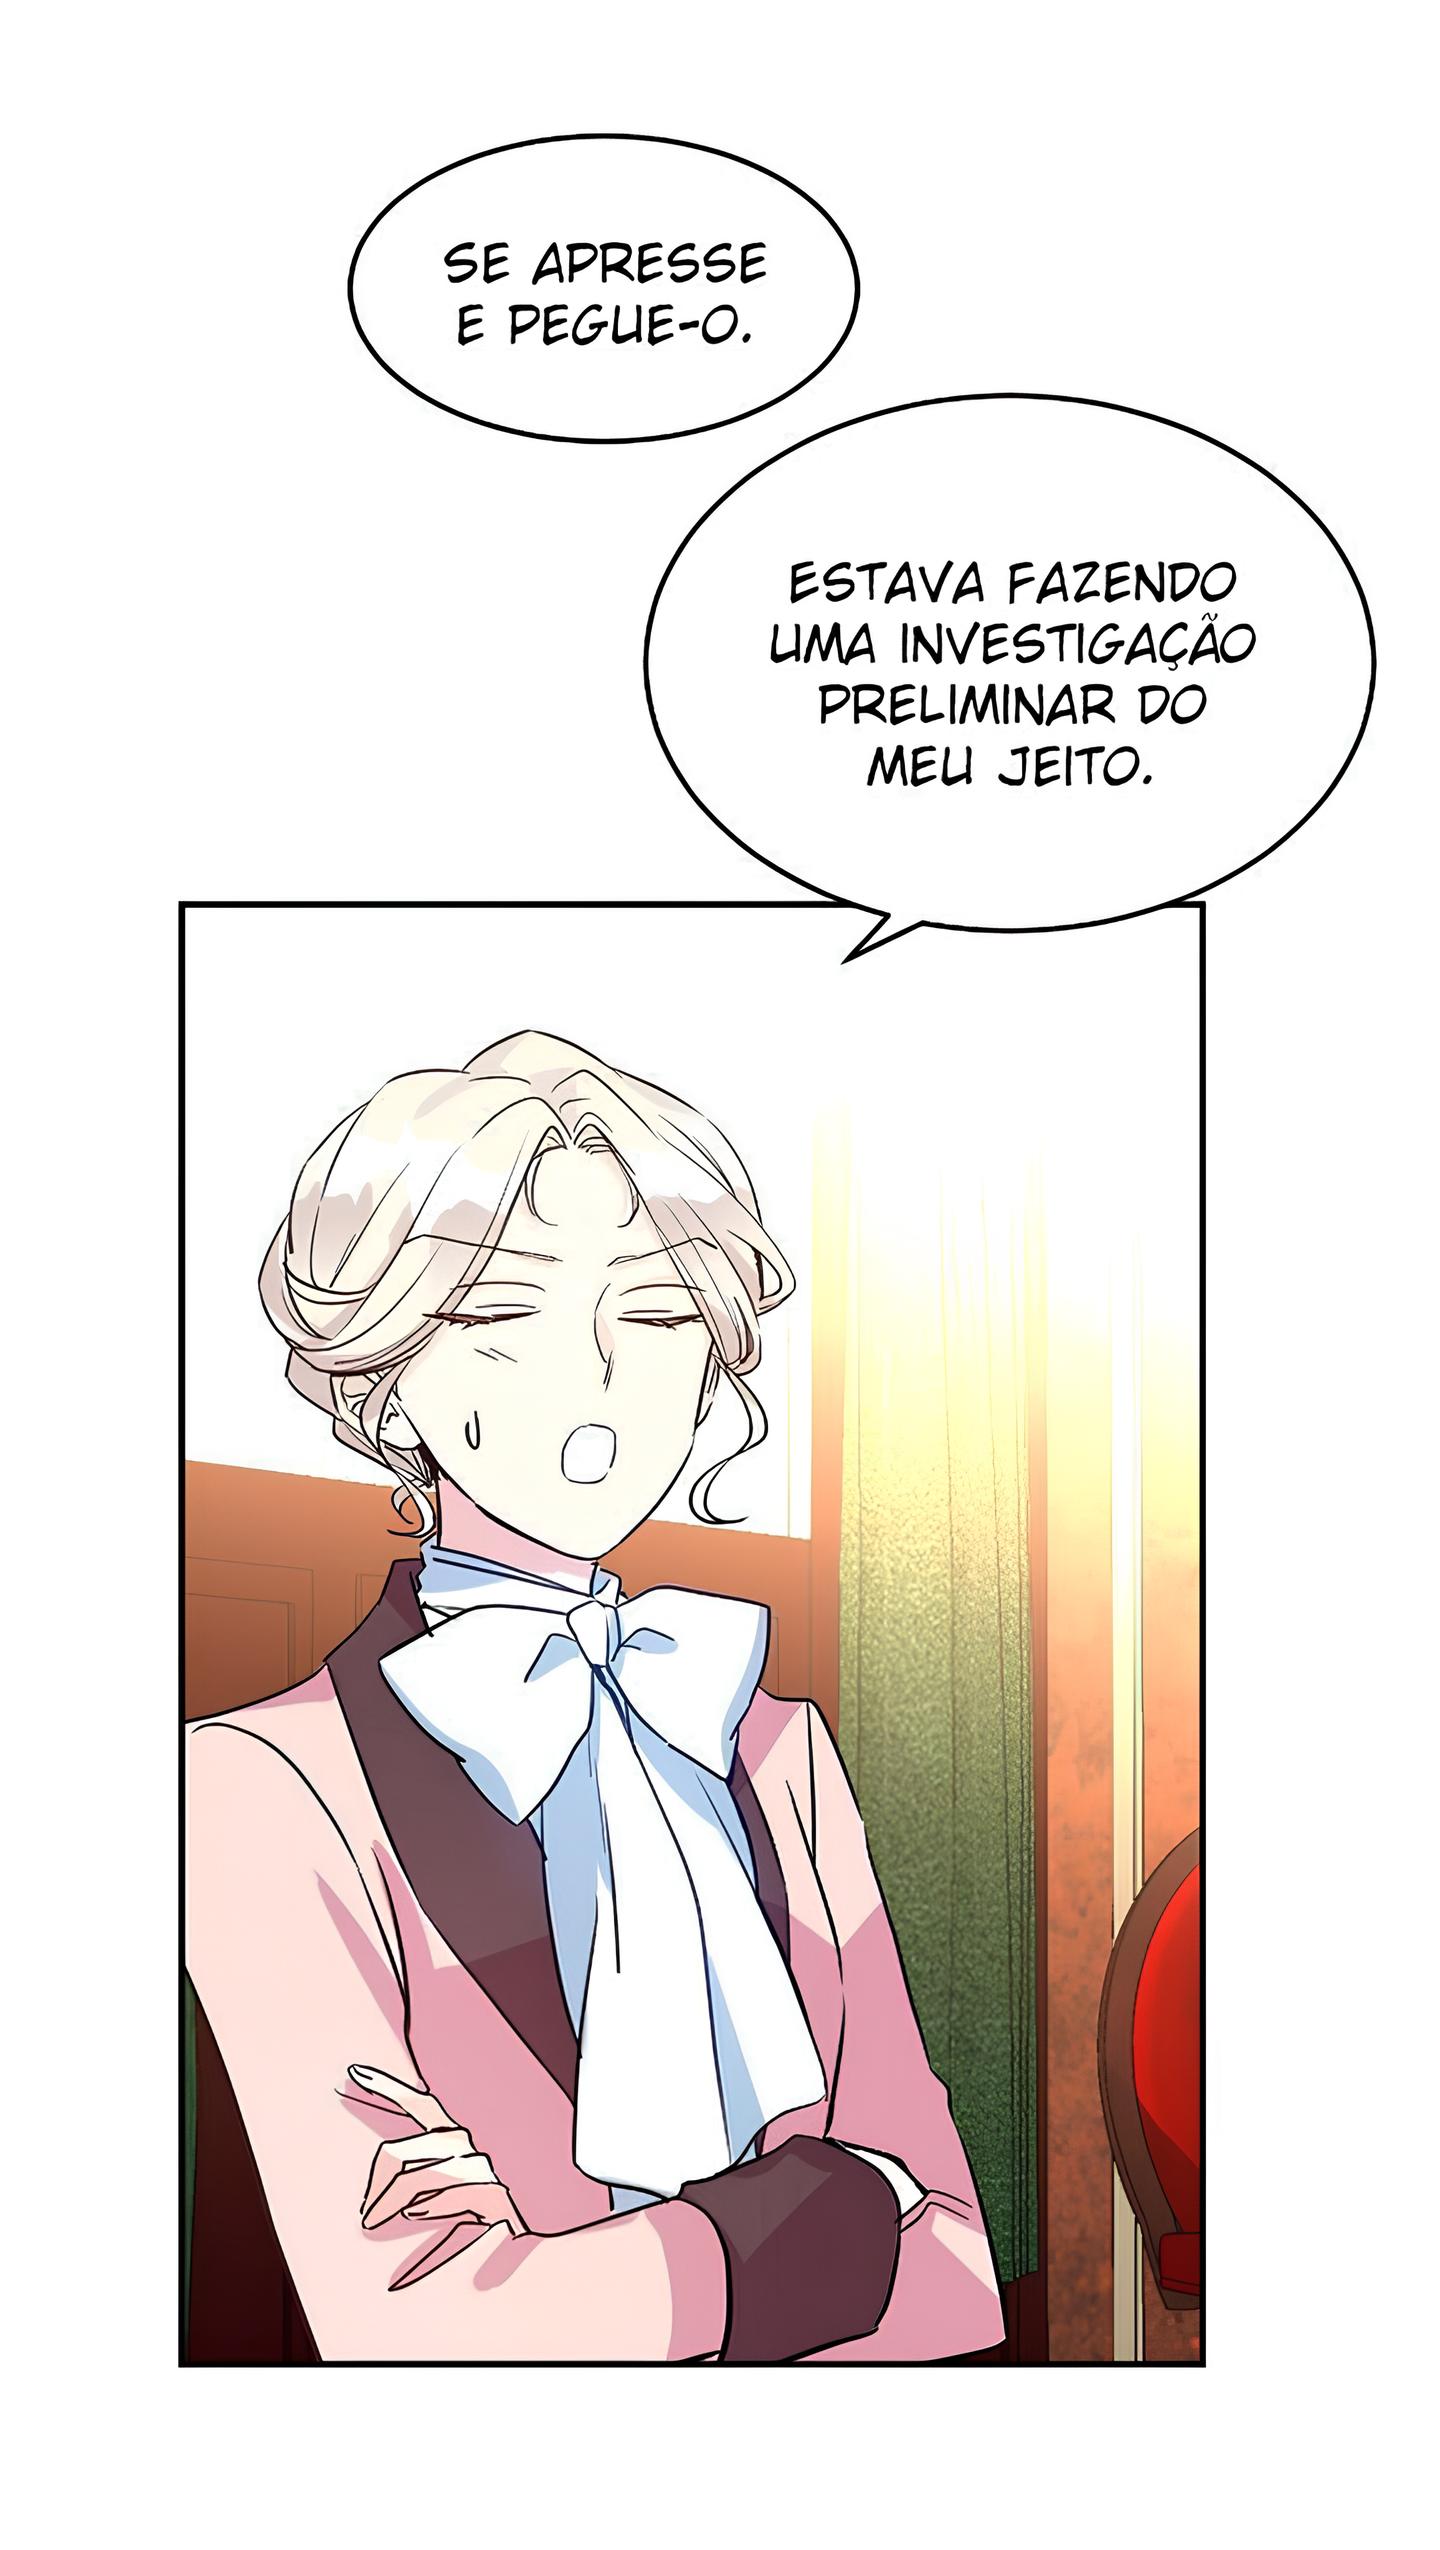 SE APRESSE
E PEGUE-O.
ESTAVA FAZENDO
UMA INVESTIGAÇÃO
PRELIMINAR DO
MEU JEITO.